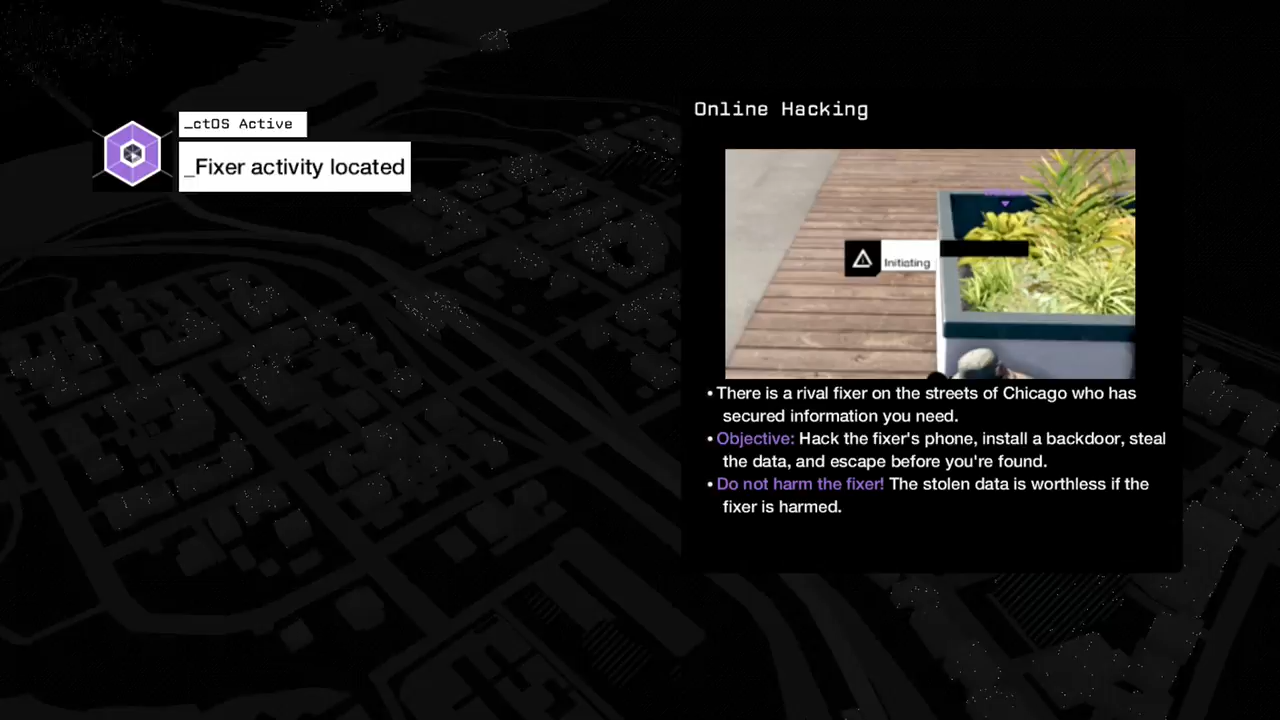 _ctOS Active
_Fixer activity located
Online Hacking
Initiating
• There is a rival fixer on the streets of Chicago who has
secured information you need.
• Objective: Hack the fixer's phone, install a backdoor, steal
the data, and escape before you're found.
• Do not harm the fixer! The stolen data is worthless if the
fixer is harmed.